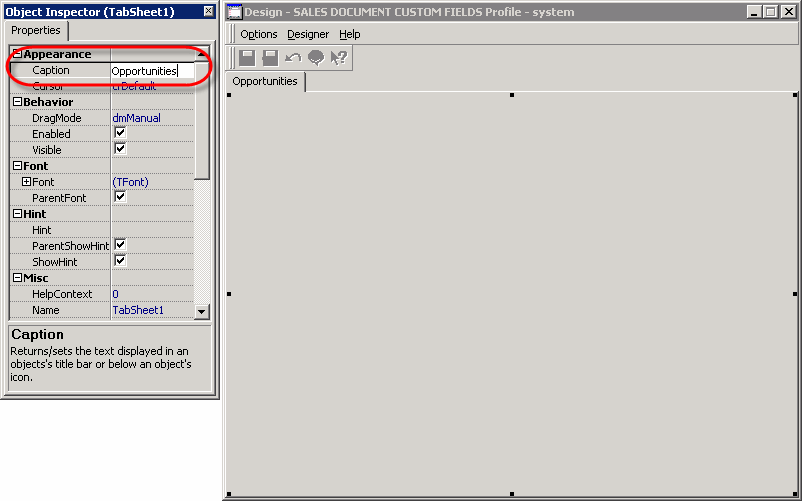 Object Inspector (TabSheet1)
Properties
Appearance
Caption Opportunities
Cursor crDefault
Behavior
DragMode dmManual
Enabled
Visible
Font
Font (TFont)
ParentFont
Hint
Hint
ParentShowHint
ShowHint
Misc
HelpContext 0
Name TabSheet1
Caption
Returns/sets the text displayed in an
objects's title bar or below an object's
icon.
Design - SALES DOCUMENT CUSTOM FIELDS Profile - system
Options Designer Help
Opportunities